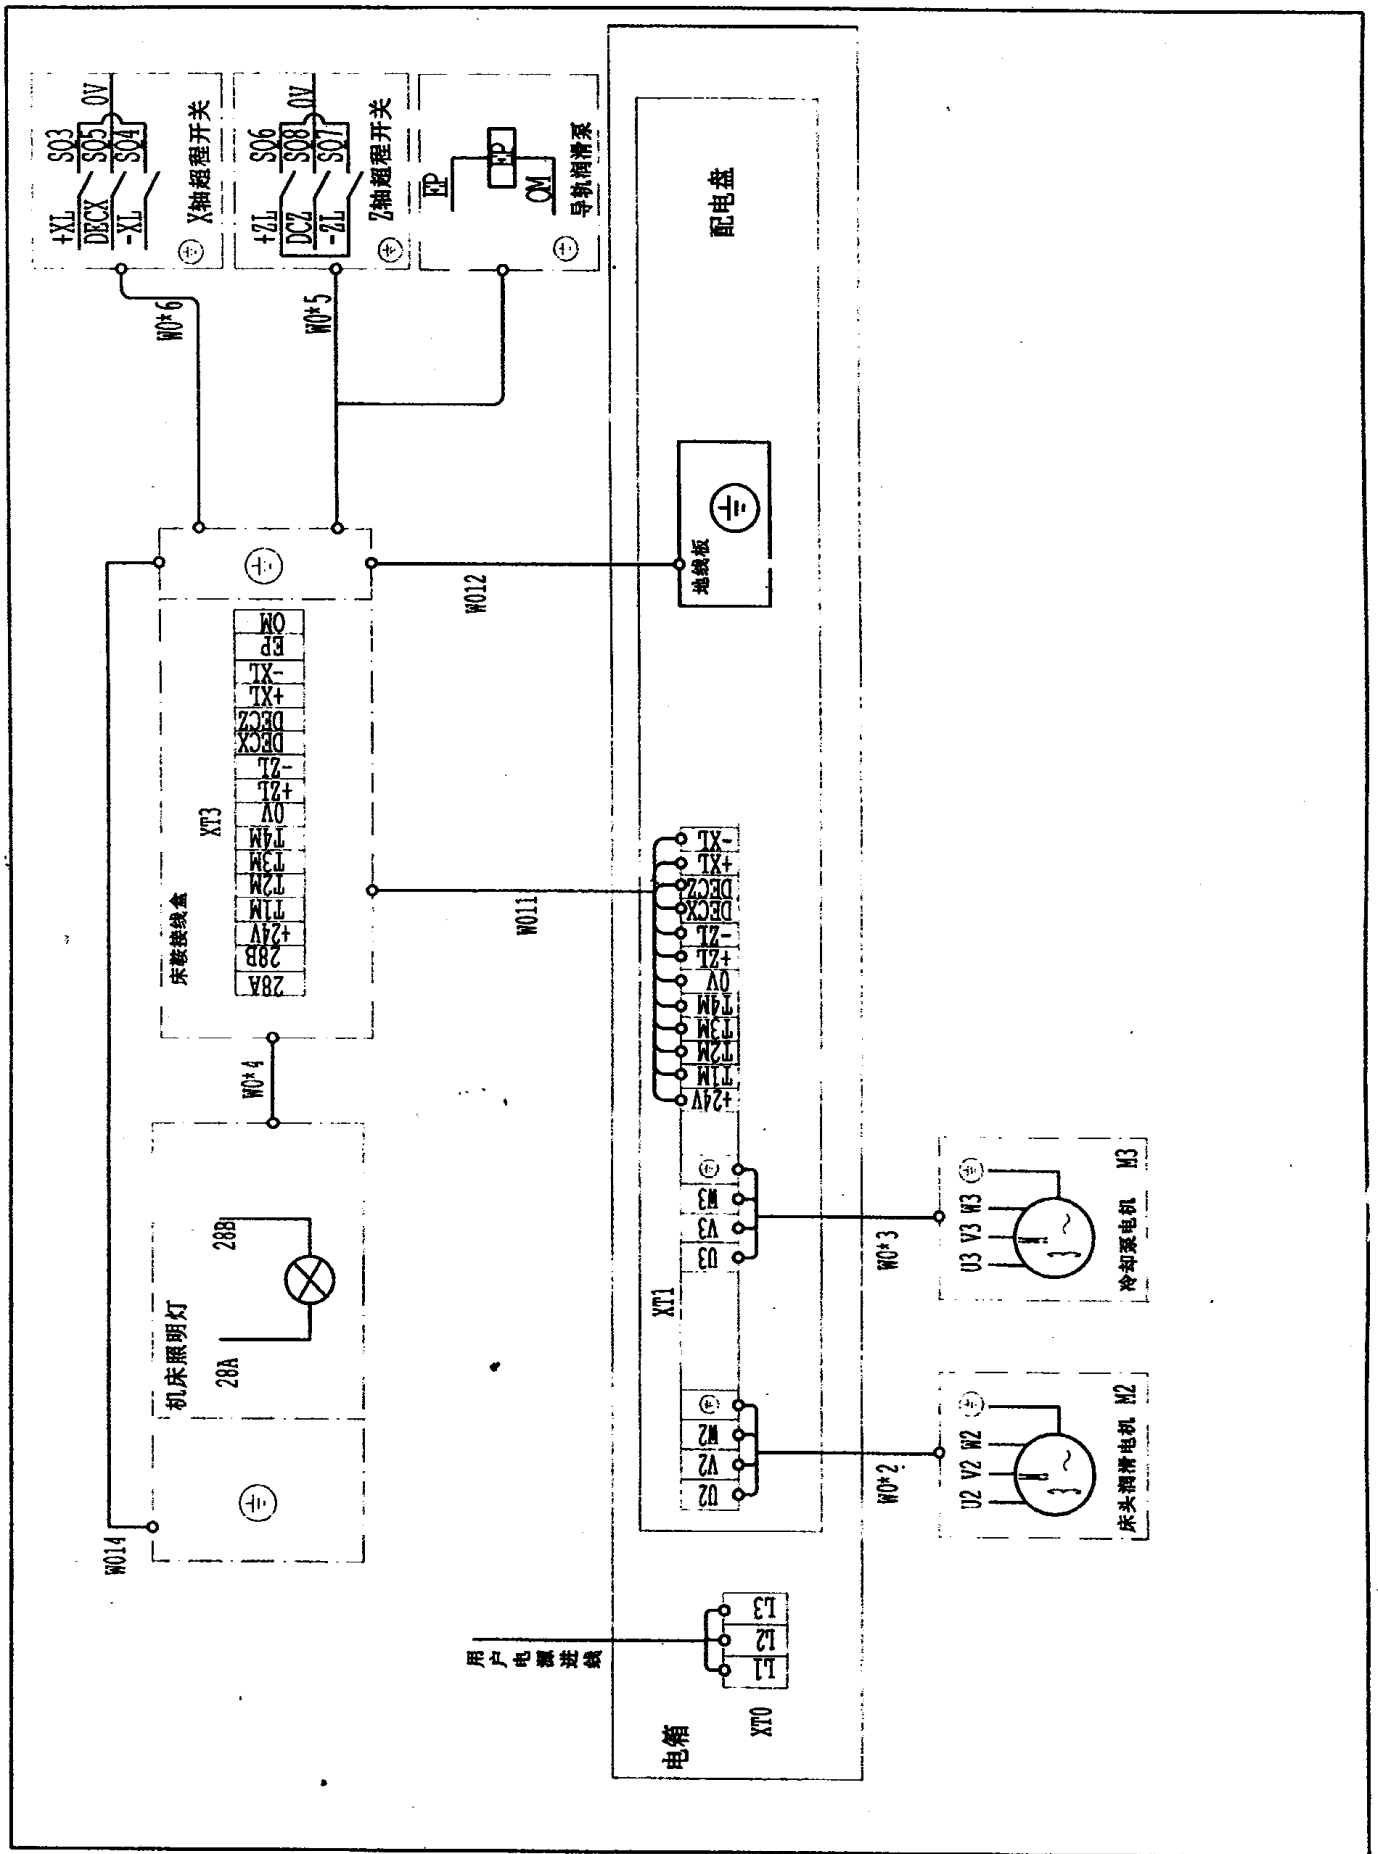 机床照明灯
28A
28B
W014
W0*4
床鞍接线盒
XT3
28A
28B
+24V
T1M
T2M
T3M
T4M
0V
+ZL
-ZL
DECX
DECZ
+XL
-XL
EP
0M
W0*6
+XL SQ3
DECX SQ5 0V
-XL SQ4
X轴超程开关
W0*5
+ZL SQ6
DCZ SQ8 0V
-ZL SQ7
Z轴超程开关
EP
EP
0M
导轨润滑泵
用户电源进线
W011
W012
电箱
XT0
L1
L2
L3
XT1
U2
V2
W2
U3
V3
W3
+24V
T1M
T2M
T3M
T4M
0V
+ZL
-ZL
DECX
DECZ
+XL
-XL
地线板
配电盘
W0*2
W0*3
U2 V2 W2
M
3
~
床头润滑电机 M2
U3 V3 W3
M
3
~
冷却泵电机 M3